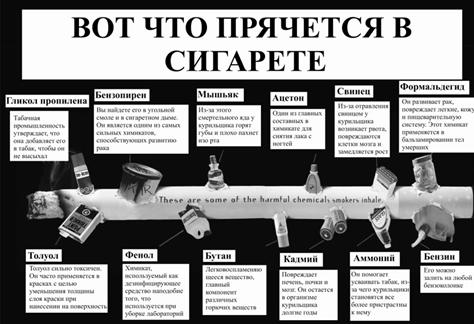 ВОТ ЧТО ПРЯЧЕТСЯ В
СИГАРЕТЕ
Гликол пропилена
Табачная
промышленность
утверждает, что
она добавляет его
в табак, чтобы он
не высыхал
Бензопирен
Вы найдете его в угольной
смоле и в сигаретном дыме.
Он является одним из самых
сильных химикатов,
способствующих развитию
рака
Мышьяк
Из-за этого
смертельного яда у
курильщика горят
губы и плохо пахнет
изо рта
Ацетон
Один из главных
составных в
химикате для
снятия лака с
ногтей
Свинец
Из-за отравления
свинцом у
курильщика
возникает рвота,
повреждаются
клетки мозга и
замедляется рост
Формальдегид
Он развивает рак,
повреждает легкие, кожу
и пищеварительную
систему. Этот химикат
применяется в
бальзамировании тел
умерших
TAR
These are some of the harmful chemicals smokers inhale.
Толуол
Толуол сильно токсичен.
Он часто применяется в
красках с целью
уменьшения толщины
слоя краски при
нанесении на поверхность
Фенол
Химикат,
используемый как
дезинфицирующее
средство наподобие
того, что
используется при
уборке лабораторий
Бутан
Легковоспламеняю
щееся вещество,
главный
компонент
различных
горючих веществ
Кадмий
Повреждает
печень, почки и
мозг. Он остается
в организме
курильщика
долгие годы
Аммоний
Он помогает
усваивать табак, из-
за чего курильщики
становятся все
более пристрастны
к нему
Бензин
Его можно
залить на любой
бензоколонке